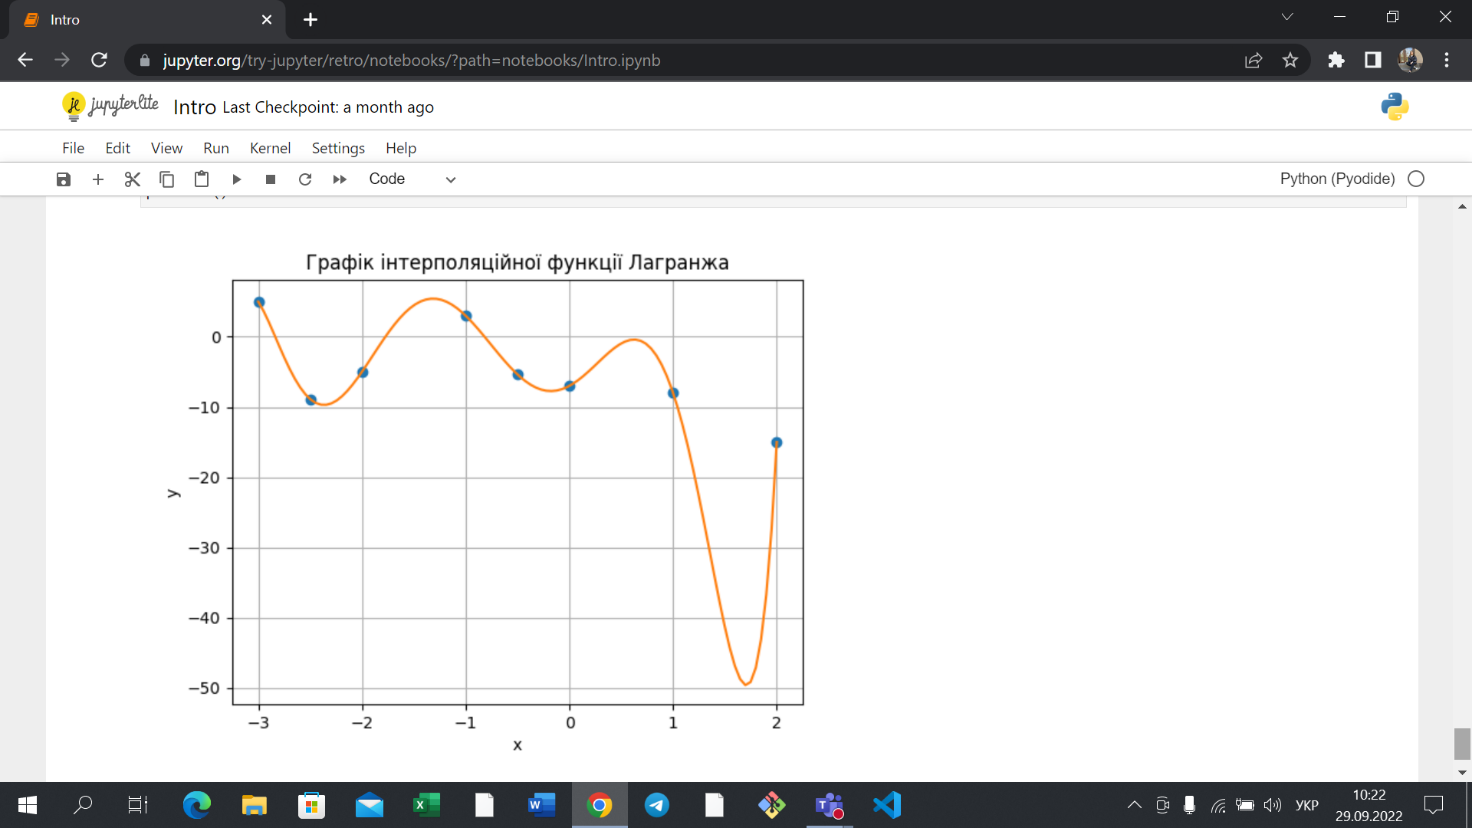 Intro
jupyter.org/try-jupyter/retro/notebooks/?path=notebooks/Intro.ipynb
jupyterlite Intro Last Checkpoint: a month ago
File Edit View Run Kernel Settings Help
Code
Python (Pyodide)
Графік інтерполяційної функції Лагранжа
0
−10
−20
−30
−40
−50
y
−3 −2 −1 0 1 2
x
УКР
10:22
29.09.2022